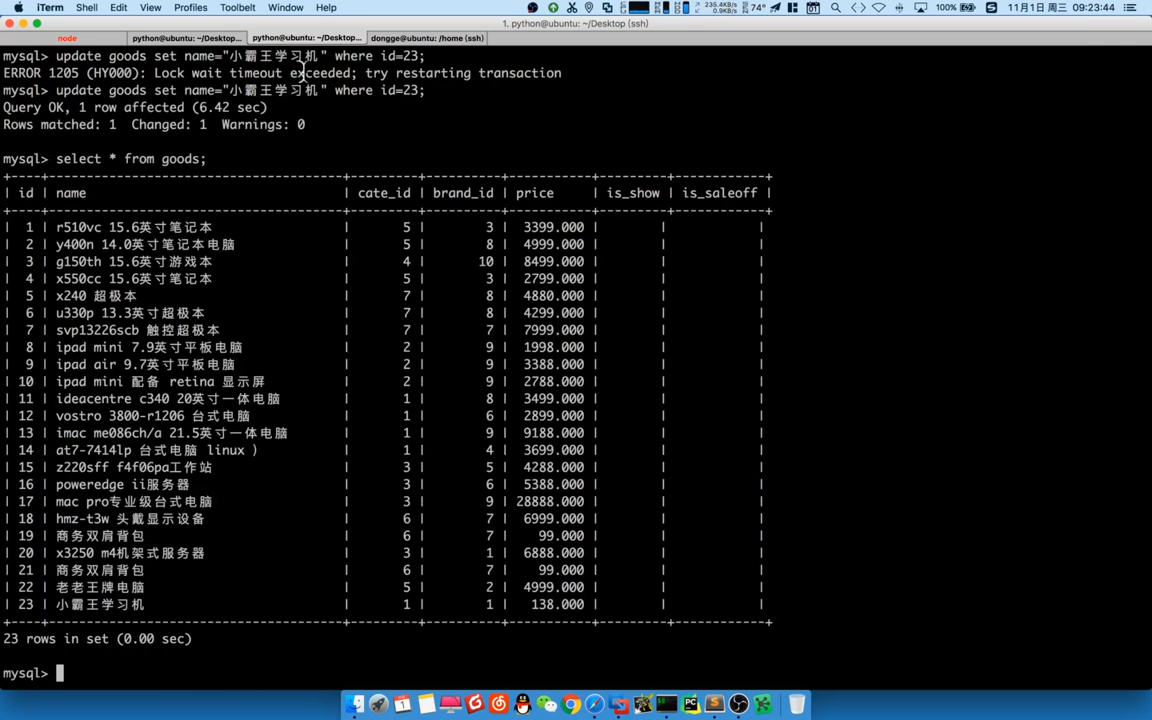 iTerm Shell Edit View Profiles Toolbelt Window Help 235.4KB/s 74° 100% 11月1日 周三 09:23:44
1. python@ubuntu: ~/Desktop (ssh)
node python@ubuntu: ~/Desktop... python@ubuntu: ~/Desktop... dongge@ubuntu: /home (ssh)
mysql> update goods set name="小霸王学习机" where id=23;
ERROR 1205 (HY000): Lock wait timeout exceeded; try restarting transaction
mysql> update goods set name="小霸王学习机" where id=23;
Query OK, 1 row affected (6.42 sec)
Rows matched: 1  Changed: 1  Warnings: 0
mysql> select * from goods;
| id | name | cate_id | brand_id | price | is_show | is_saleoff |
| 1 | r510vc 15.6英寸笔记本 | 5 | 3 | 3399.000 | | |
| 2 | y400n 14.0英寸笔记本电脑 | 5 | 8 | 4999.000 | | |
| 3 | g150th 15.6英寸游戏本 | 4 | 10 | 8499.000 | | |
| 4 | x550cc 15.6英寸笔记本 | 5 | 3 | 2799.000 | | |
| 5 | x240 超极本 | 7 | 8 | 4880.000 | | |
| 6 | u330p 13.3英寸超极本 | 7 | 8 | 4299.000 | | |
| 7 | svp13226scb 触控超极本 | 7 | 7 | 7999.000 | | |
| 8 | ipad mini 7.9英寸平板电脑 | 2 | 9 | 1998.000 | | |
| 9 | ipad air 9.7英寸平板电脑 | 2 | 9 | 3388.000 | | |
| 10 | ipad mini 配备 retina 显示屏 | 2 | 9 | 2788.000 | | |
| 11 | ideacentre c340 20英寸一体电脑 | 1 | 8 | 3499.000 | | |
| 12 | vostro 3800-r1206 台式电脑 | 1 | 6 | 2899.000 | | |
| 13 | imac me086ch/a 21.5英寸一体电脑 | 1 | 9 | 9188.000 | | |
| 14 | at7-7414lp 台式电脑 linux ) | 1 | 4 | 3699.000 | | |
| 15 | z220sff f4f06pa工作站 | 3 | 5 | 4288.000 | | |
| 16 | poweredge ii服务器 | 3 | 6 | 5388.000 | | |
| 17 | mac pro专业级台式电脑 | 3 | 9 | 28888.000 | | |
| 18 | hmz-t3w 头戴显示设备 | 6 | 7 | 6999.000 | | |
| 19 | 商务双肩背包 | 6 | 7 | 99.000 | | |
| 20 | x3250 m4机架式服务器 | 3 | 1 | 6888.000 | | |
| 21 | 商务双肩背包 | 6 | 7 | 99.000 | | |
| 22 | 老老王牌电脑 | 5 | 2 | 4999.000 | | |
| 23 | 小霸王学习机 | 1 | 1 | 138.000 | | |
23 rows in set (0.00 sec)
mysql>